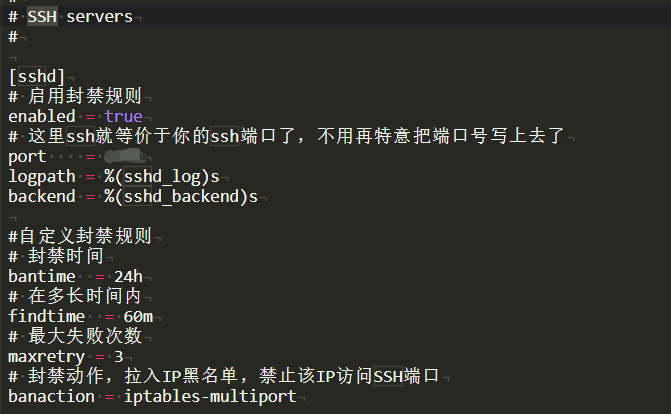 #
# SSH servers
#
[sshd]
# 启用封禁规则
enabled = true
# 这里ssh就等价于你的ssh端口了，不用再特意把端口号写上去了
port    =
logpath = %(sshd_log)s
backend = %(sshd_backend)s
#自定义封禁规则
# 封禁时间
bantime  = 24h
# 在多长时间内
findtime  = 60m
# 最大失败次数
maxretry = 3
# 封禁动作，拉入IP黑名单，禁止该IP访问SSH端口
banaction = iptables-multiport